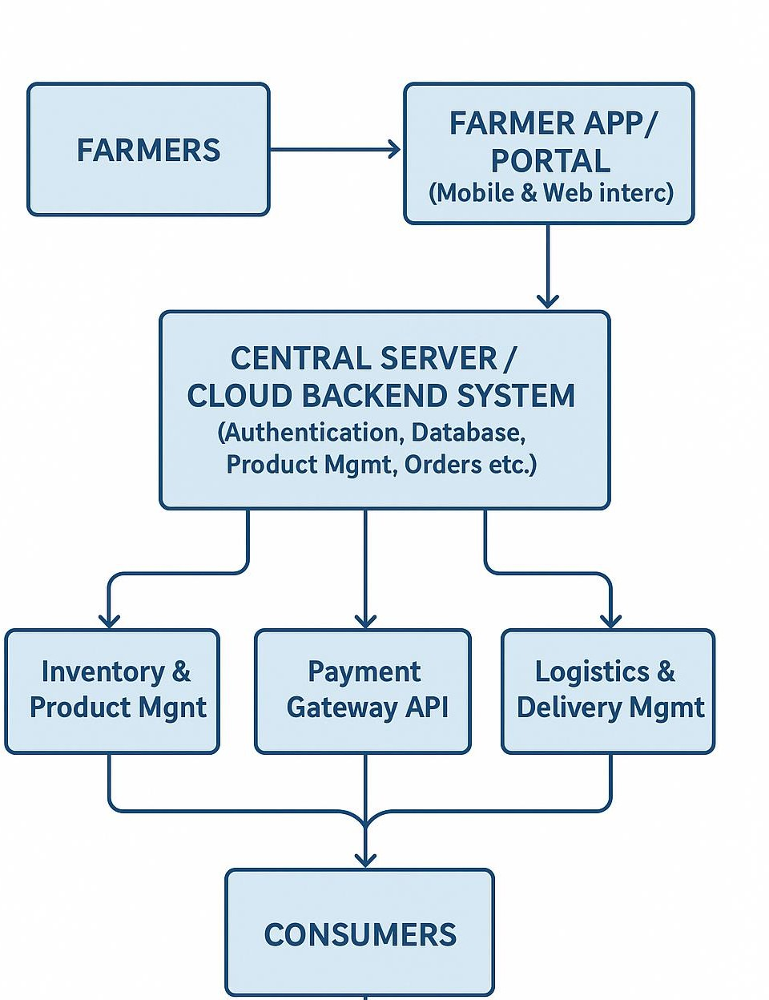 FARMERS
FARMER APP/
PORTAL
(Mobile & Web interc)
CENTRAL SERVER /
CLOUD BACKEND SYSTEM
(Authentication, Database,
Product Mgmt, Orders etc.)
Inventory &
Product Mgnt
Payment
Gateway API
Logistics &
Delivery Mgmt
CONSUMERS